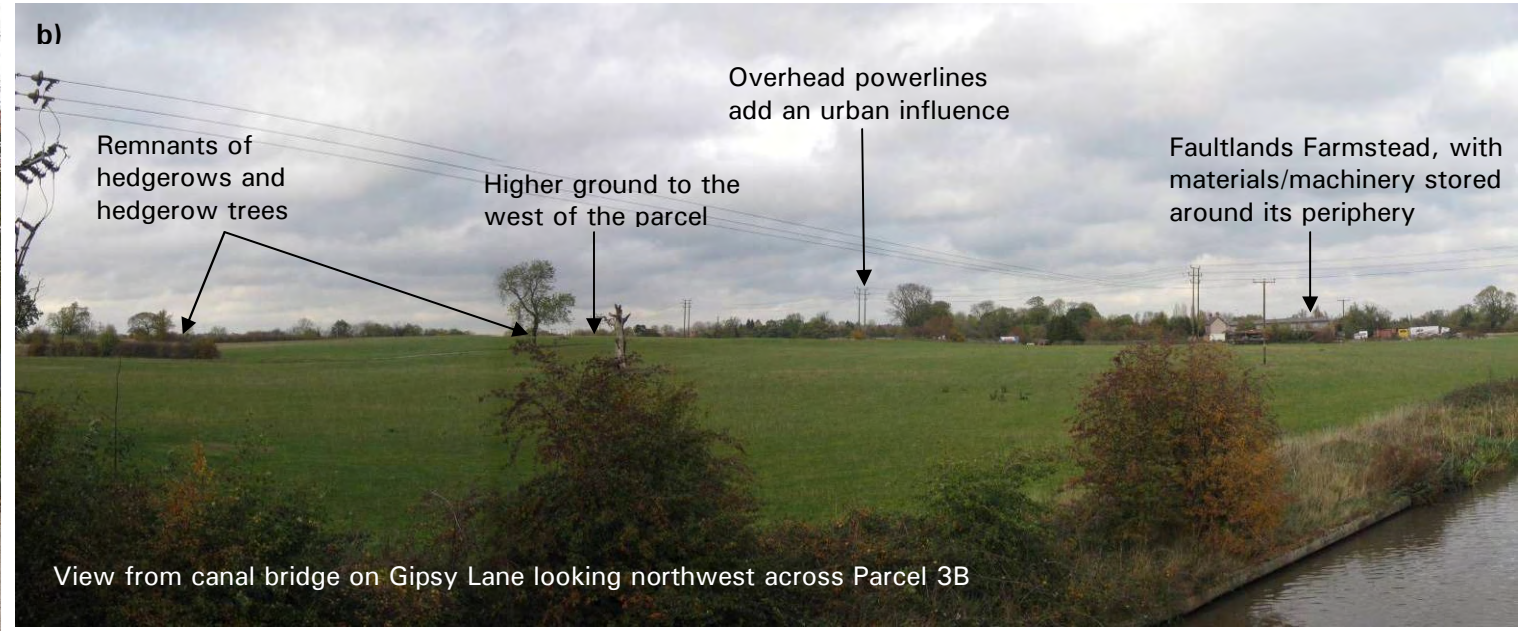 b)
Overhead powerlines
add an urban influence
Remnants of
hedgerows and
hedgerow trees
Higher ground to the
west of the parcel
Faultlands Farmstead, with
materials/machinery stored
around its periphery
View from canal bridge on Gipsy Lane looking northwest across Parcel 3B